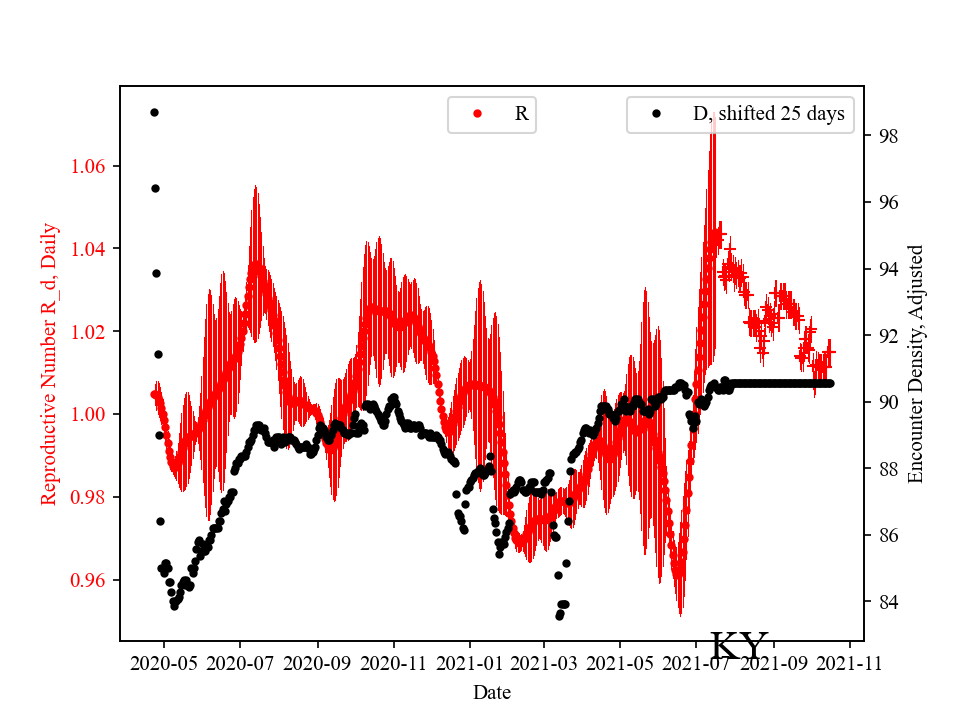 R
D, shifted 25 days
Reproductive Number R_d, Daily
1.06
1.04
1.02
1.00
0.98
0.96
98
96
94
92
90
88
86
84
Encounter Density, Adjusted
KY
2020-05 2020-07 2020-09 2020-11 2021-01 2021-03 2021-05 2021-07 2021-09 2021-11
Date